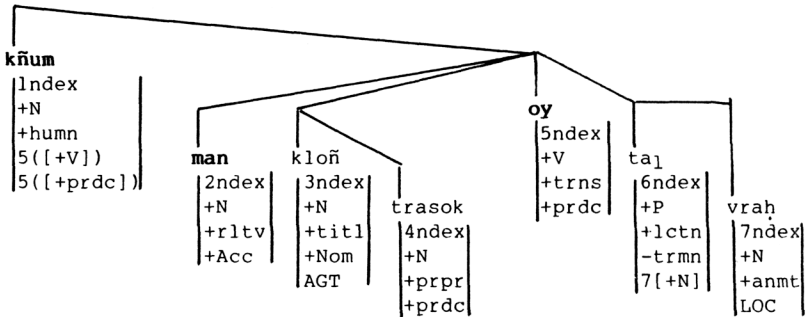 kñum
1ndex
+N
+humn
5([+V])
5([+prdc])
man
2ndex
+N
+rltv
+Acc
kloñ
3ndex
+N
+titl
+Nom
AGT
trasok
4ndex
+N
+prpr
+prdc
oy
5ndex
+V
+trns
+prdc
ta₁
6ndex
+P
+lctn
-trmn
7[+N]
vraḥ
7ndex
+N
+anmt
LOC